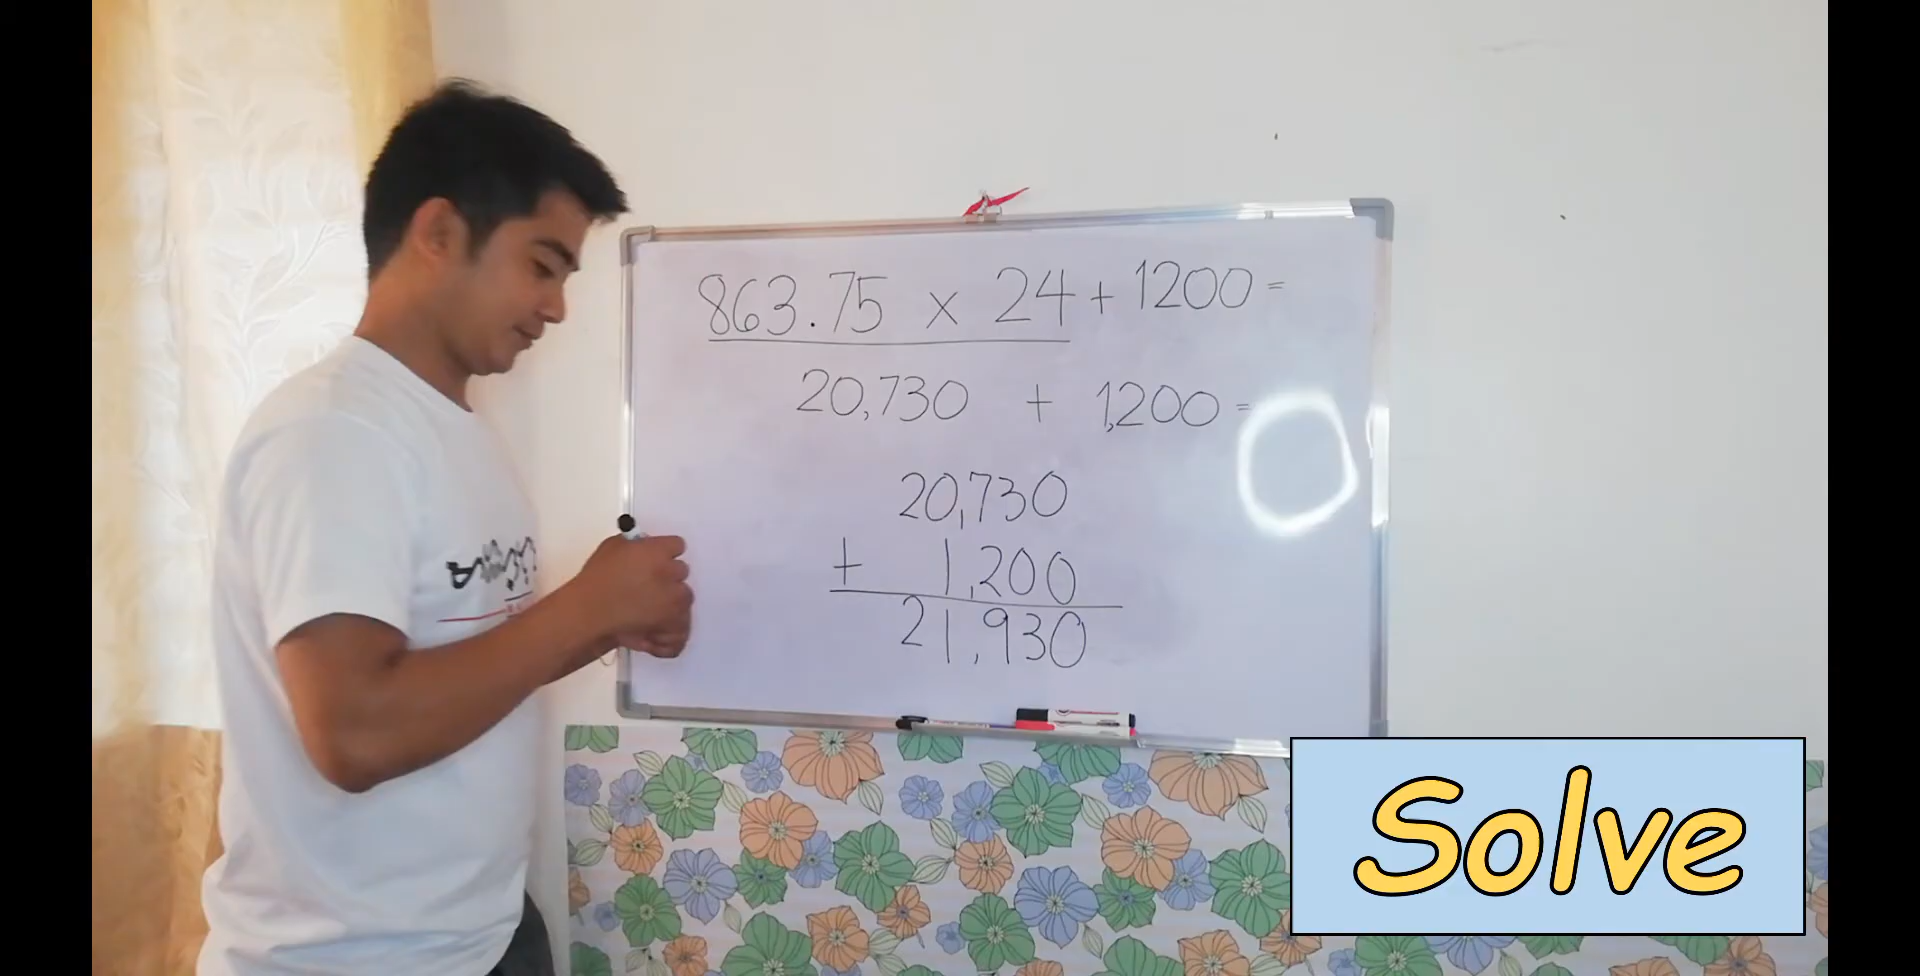 863.75 x 24 + 1200 =
20,730 + 1,200 =
20,730
+ 1,200
21,930
Solve